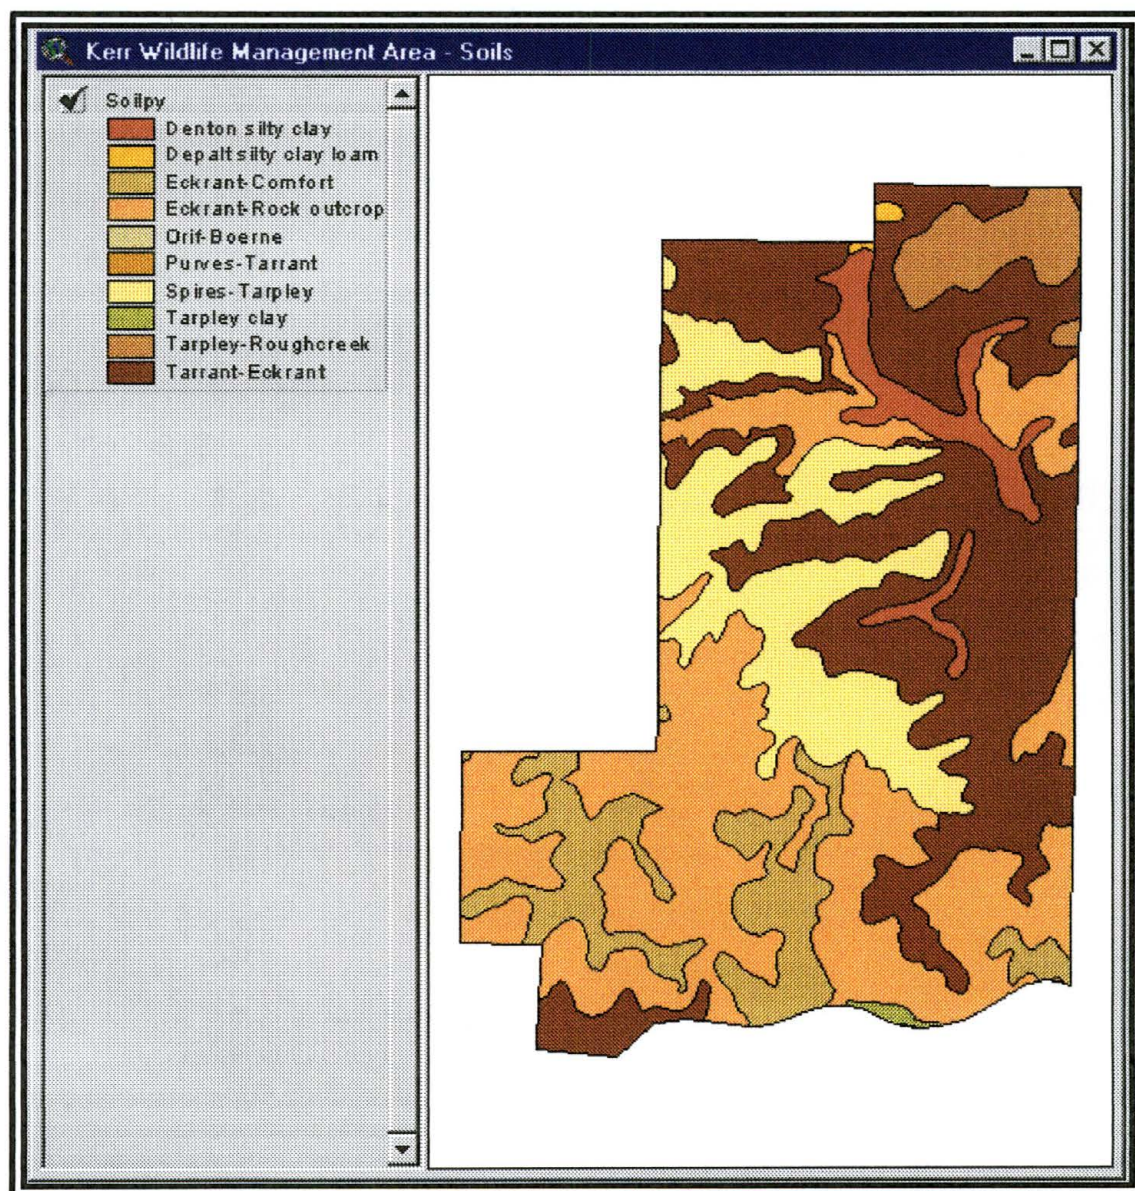 Kerr Wildlife Management Area - Soils
Soilpy
Denton silty clay
Depalt silty clay loam
Eckrant-Comfort
Eckrant-Rock outcrop
Orif-Boerne
Purves-Tarrant
Spires-Tarpley
Tarpley clay
Tarpley-Roughcreek
Tarrant-Eckrant